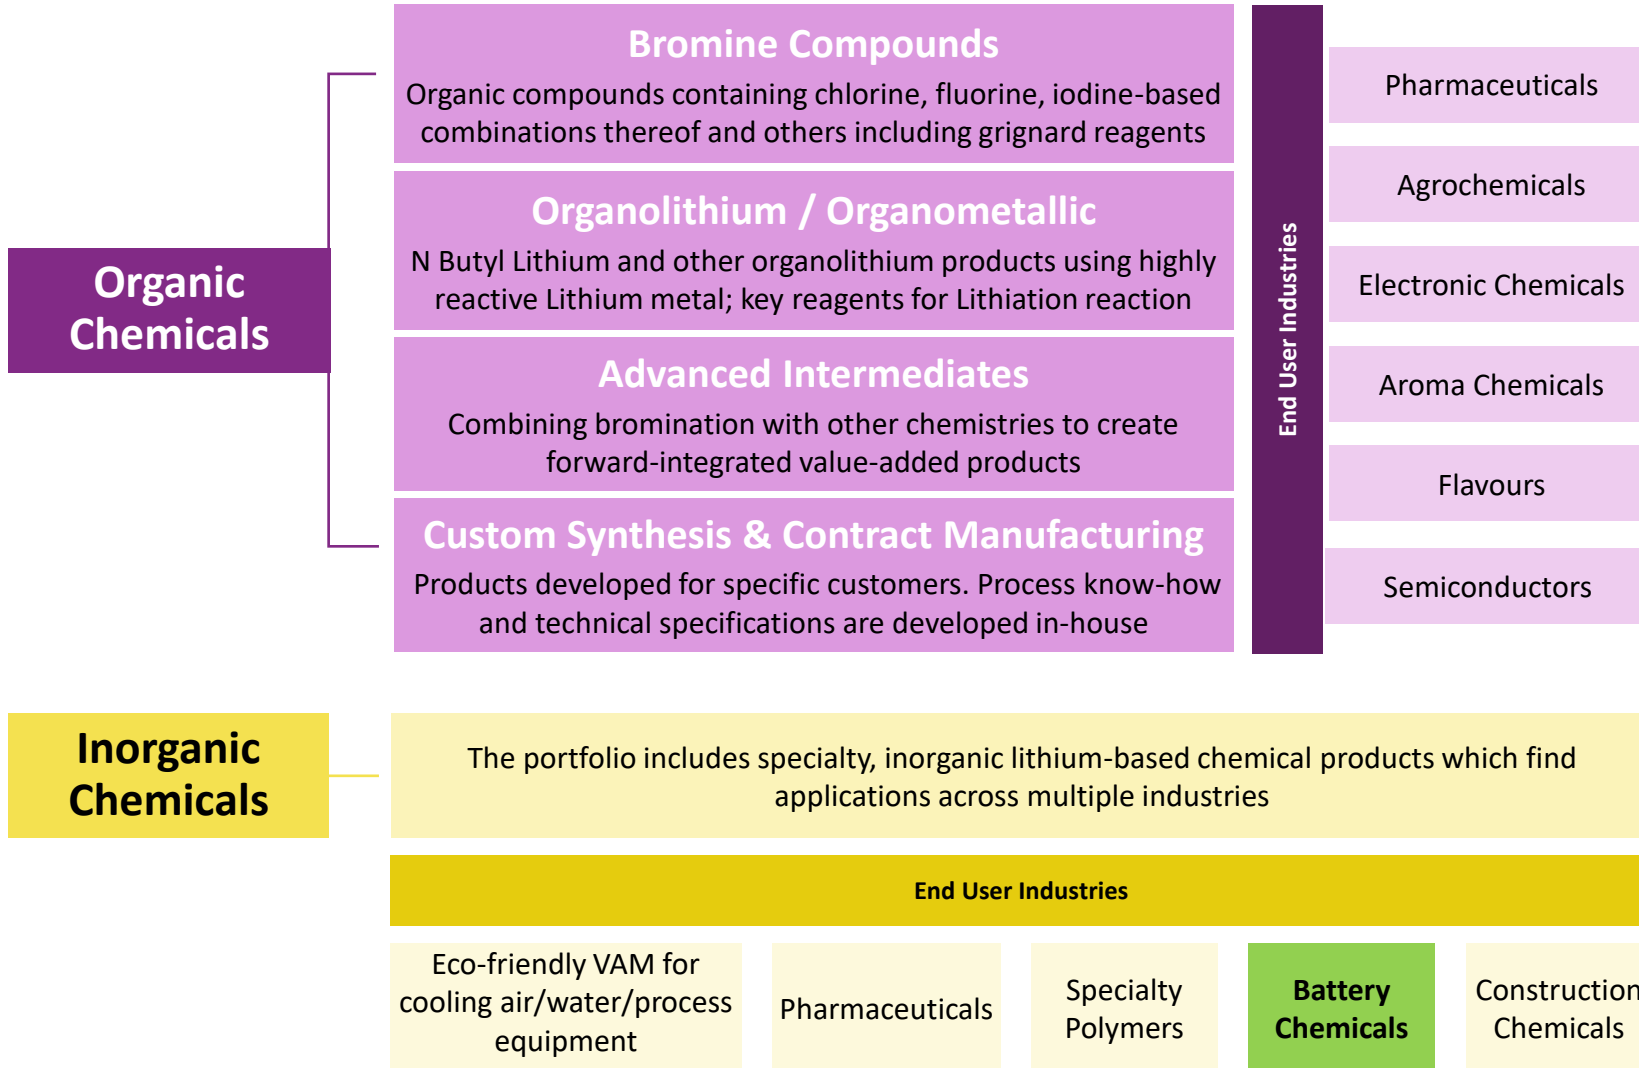 Organic
Chemicals
Bromine Compounds
Organic compounds containing chlorine, fluorine, iodine-based
combinations thereof and others including grignard reagents
Organolithium / Organometallic
N Butyl Lithium and other organolithium products using highly
reactive Lithium metal; key reagents for Lithiation reaction
Advanced Intermediates
Combining bromination with other chemistries to create
forward-integrated value-added products
Custom Synthesis & Contract Manufacturing
Products developed for specific customers. Process know-how
and technical specifications are developed in-house
End User Industries
Pharmaceuticals
Agrochemicals
Electronic Chemicals
Aroma Chemicals
Flavours
Semiconductors
Inorganic
Chemicals
The portfolio includes specialty, inorganic lithium-based chemical products which find
applications across multiple industries
End User Industries
Eco-friendly VAM for
cooling air/water/process
equipment
Pharmaceuticals
Specialty
Polymers
Battery
Chemicals
Construction
Chemicals